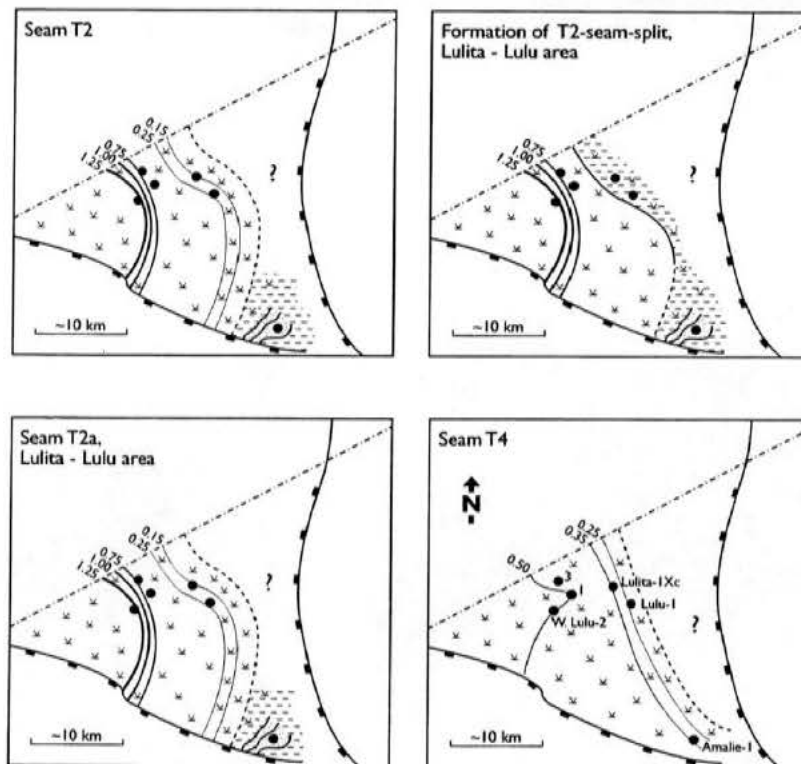 Seam T2
0.15
0.25
0.75
1.00
1.25
?
~10 km
Formation of T2-seam-split,
Lulita - Lulu area
0.75
1.00
1.25
?
~10 km
Seam T2a,
Lulita - Lulu area
0.15
0.25
0.75
1.00
1.25
?
~10 km
Seam T4
N
0.25
0.35
0.50
3
Lulita-1Xc
1
Lulu-1
W. Lulu-2
?
~10 km
Amalie-1